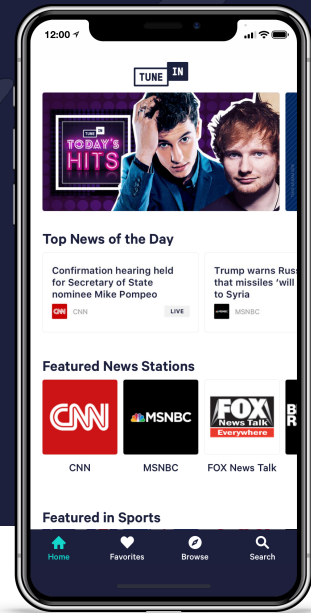 12:00
TUNE IN
TUNE IN
TODAY'S
HITS
Top News of the Day
Confirmation hearing held
for Secretary of State
nominee Mike Pompeo
CNN CNN
LIVE
Trump warns Rus
that missiles 'will
to Syria
MSNBC
Featured News Stations
CNN
MSNBC
FOX
News Talk
Everywhere
B
R
CNN
MSNBC
FOX News Talk
Featured in Sports
Home
Favorites
Browse
Search